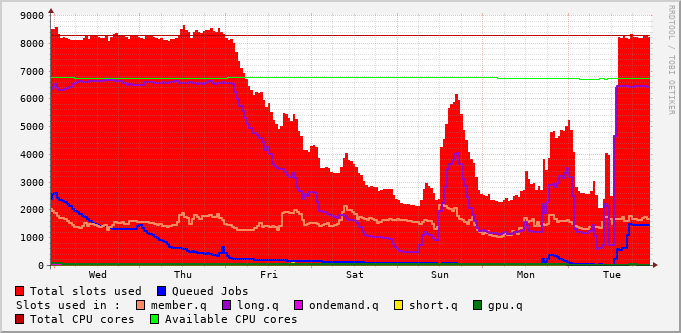 9000
8000
7000
6000
5000
4000
3000
2000
1000
0
Wed Thu Fri Sat Sun Mon Tue
RRDTOOL / TOBI OETIKER
Total slots used Queued Jobs
Slots used in : member.q long.q ondemand.q short.q gpu.q
Total CPU cores Available CPU cores